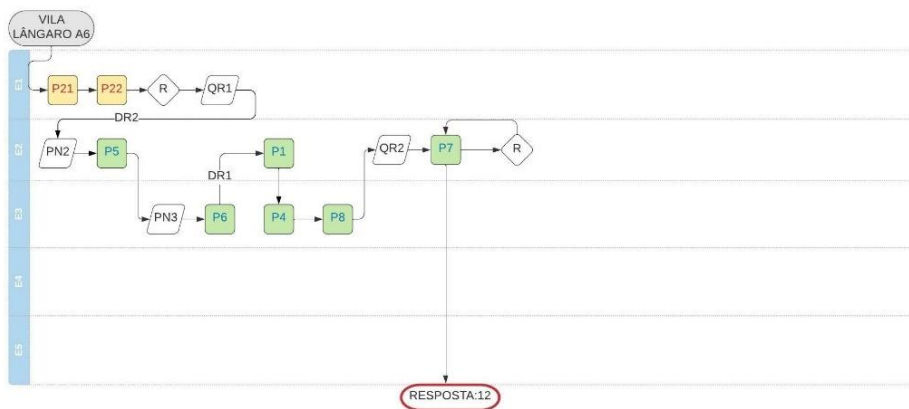 VILA
LÂNGARO A6
E1
P21
P22
R
QR1
DR2
E2
PN2
P5
P1
QR2
P7
R
DR1
E3
PN3
P6
P4
P8
E4
E5
RESPOSTA:12